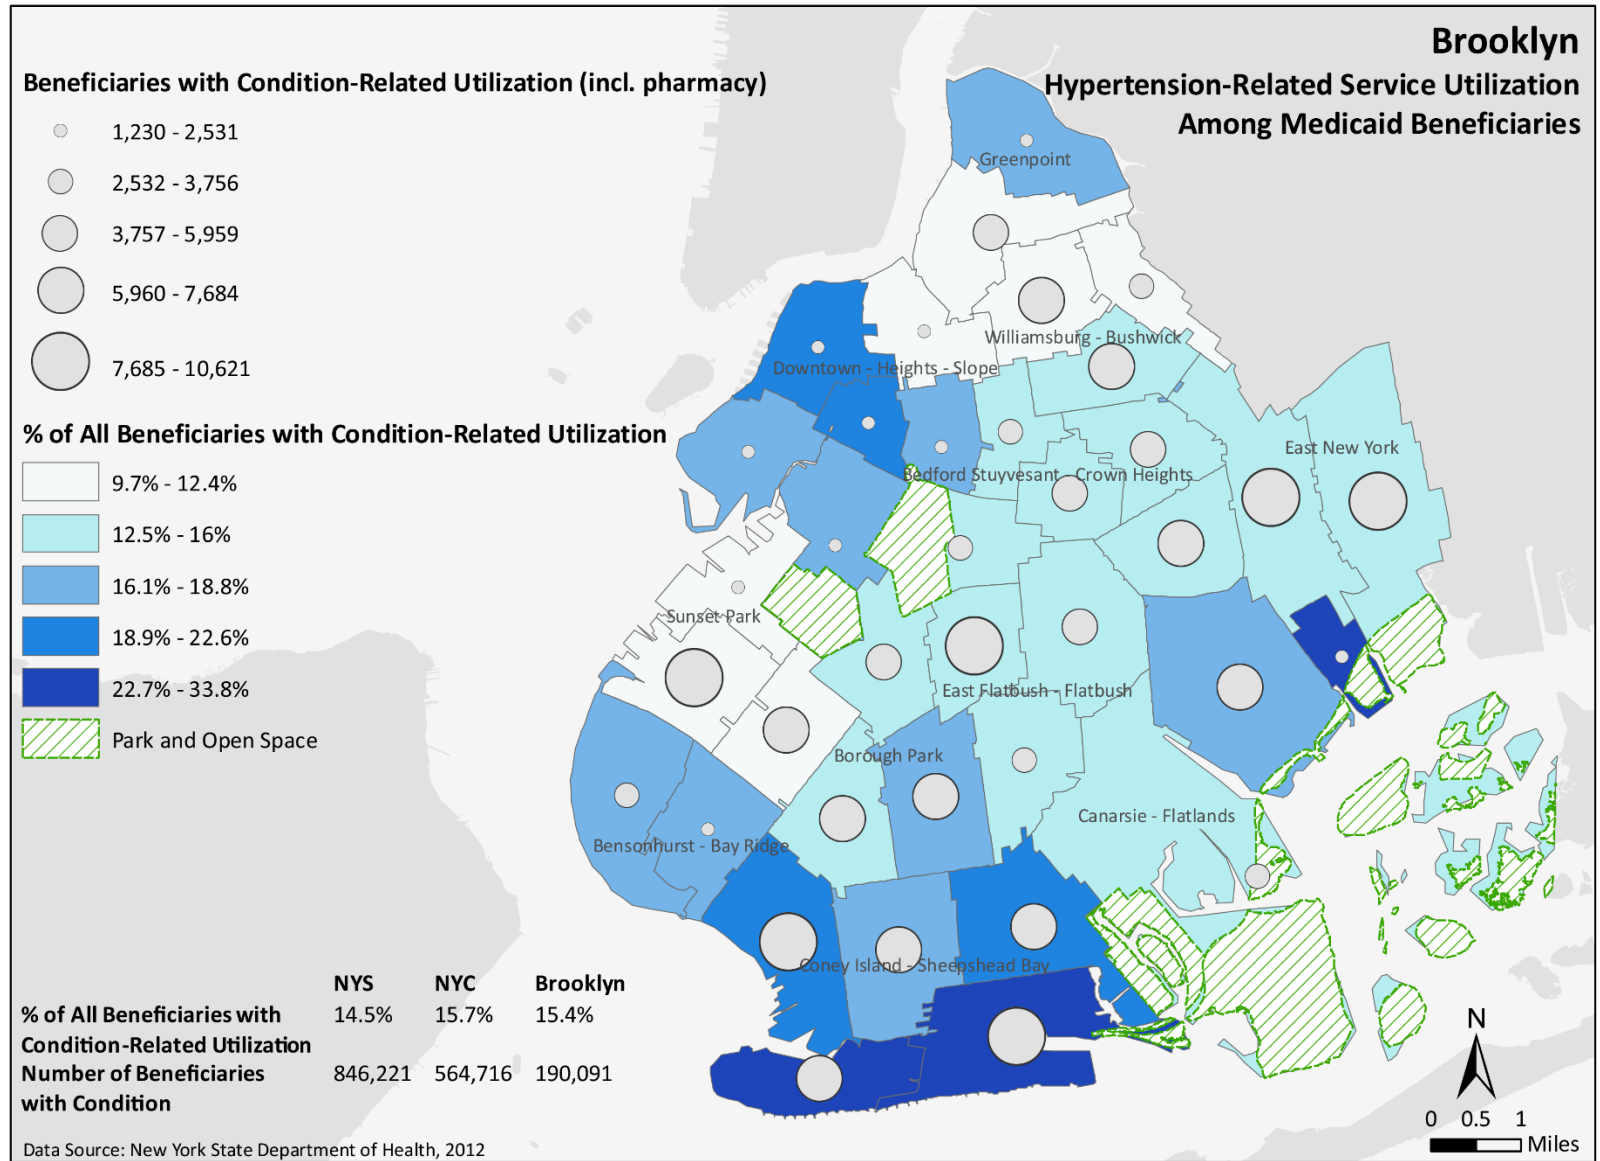 Brooklyn
Hypertension-Related Service Utilization
Among Medicaid Beneficiaries
Beneficiaries with Condition-Related Utilization (incl. pharmacy)
1,230 - 2,531
2,532 - 3,756
3,757 - 5,959
5,960 - 7,684
7,685 - 10,621
% of All Beneficiaries with Condition-Related Utilization
9.7% - 12.4%
12.5% - 16%
16.1% - 18.8%
18.9% - 22.6%
22.7% - 33.8%
Park and Open Space
Greenpoint
Williamsburg - Bushwick
Downtown - Heights - Slope
East New York
Bedford Stuyvesant - Crown Heights
Sunset Park
East Flatbush - Flatbush
Borough Park
Canarsie - Flatlands
Bensonhurst - Bay Ridge
Coney Island - Sheepshead Bay
NYS NYC Brooklyn
% of All Beneficiaries with 14.5% 15.7% 15.4%
Condition-Related Utilization
Number of Beneficiaries 846,221 564,716 190,091
with Condition
Data Source: New York State Department of Health, 2012
N
0 0.5 1
Miles